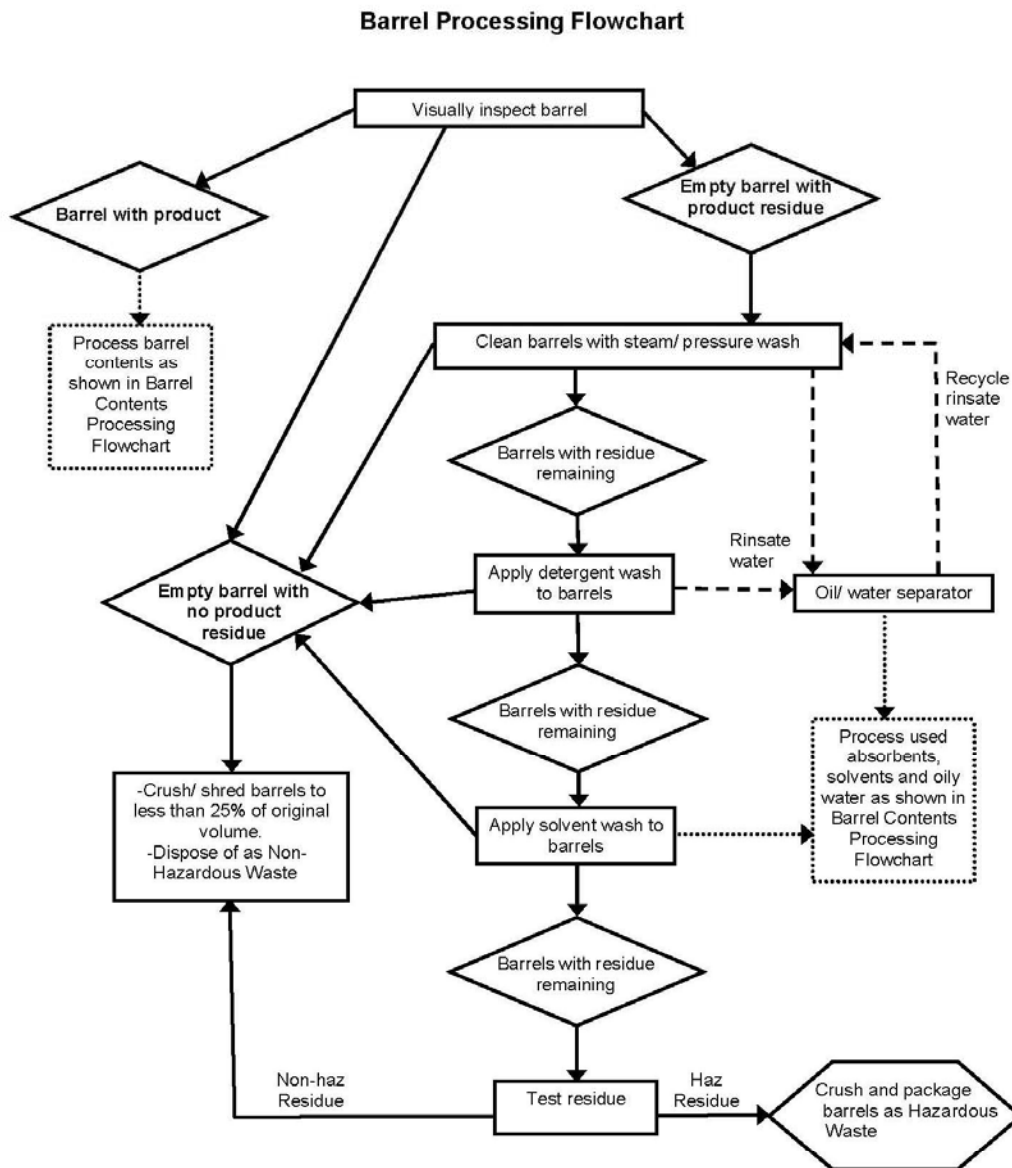 Barrel Processing Flowchart
Visually inspect barrel
Barrel with product
Empty barrel with
product residue
Process barrel
contents as
shown in Barrel
Contents
Processing
Flowchart
Clean barrels with steam/ pressure wash
Recycle
rinsate
water
Barrels with residue
remaining
Rinsate
water
Empty barrel with
no product
residue
Apply detergent wash
to barrels
Oil/ water separator
Barrels with residue
remaining
Process used
absorbents,
solvents and oily
water as shown in
Barrel Contents
Processing
Flowchart
-Crush/ shred barrels to
less than 25% of original
volume.
-Dispose of as Non-
Hazardous Waste
Apply solvent wash to
barrels
Barrels with residue
remaining
Non-haz
Residue
Test residue
Haz
Residue
Crush and package
barrels as Hazardous
Waste